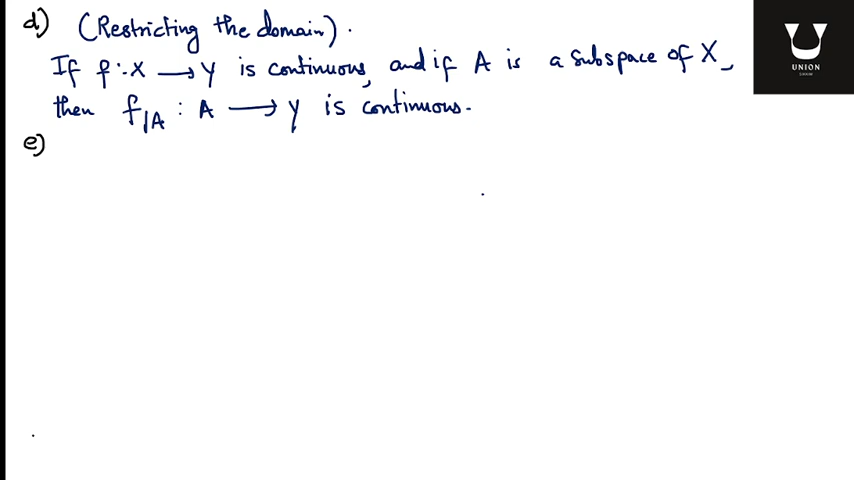 d) (Restricting the domain).
If f:X → Y is continuous, and if A is a subspace of X,
then f|A : A → Y is continuous.
e)
UNION